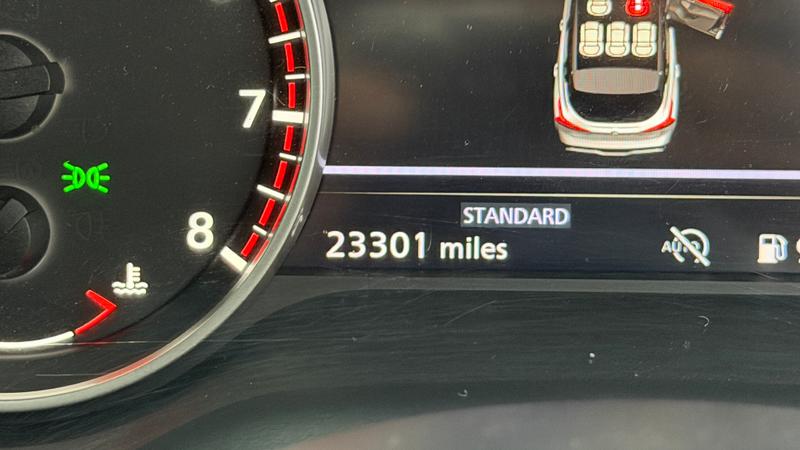 7
STANDARD
8
23301 miles
AUTO